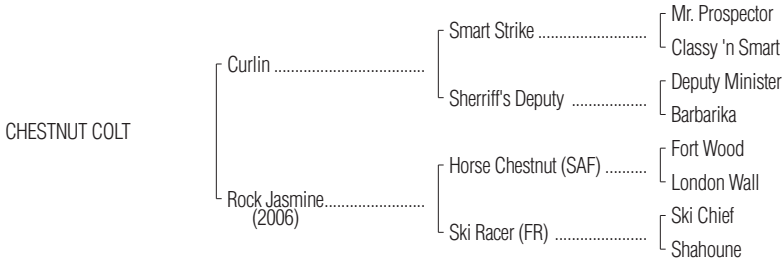 Mr. Prospector
Smart Strike ..........................
Classy 'n Smart
Curlin ....................................
Deputy Minister
Sherriff's Deputy ..................
Barbarika
CHESTNUT COLT
Fort Wood
Horse Chestnut (SAF) ..........
London Wall
Rock Jasmine........................
(2006)
Ski Chief
Ski Racer (FR) ......................
Shahoune